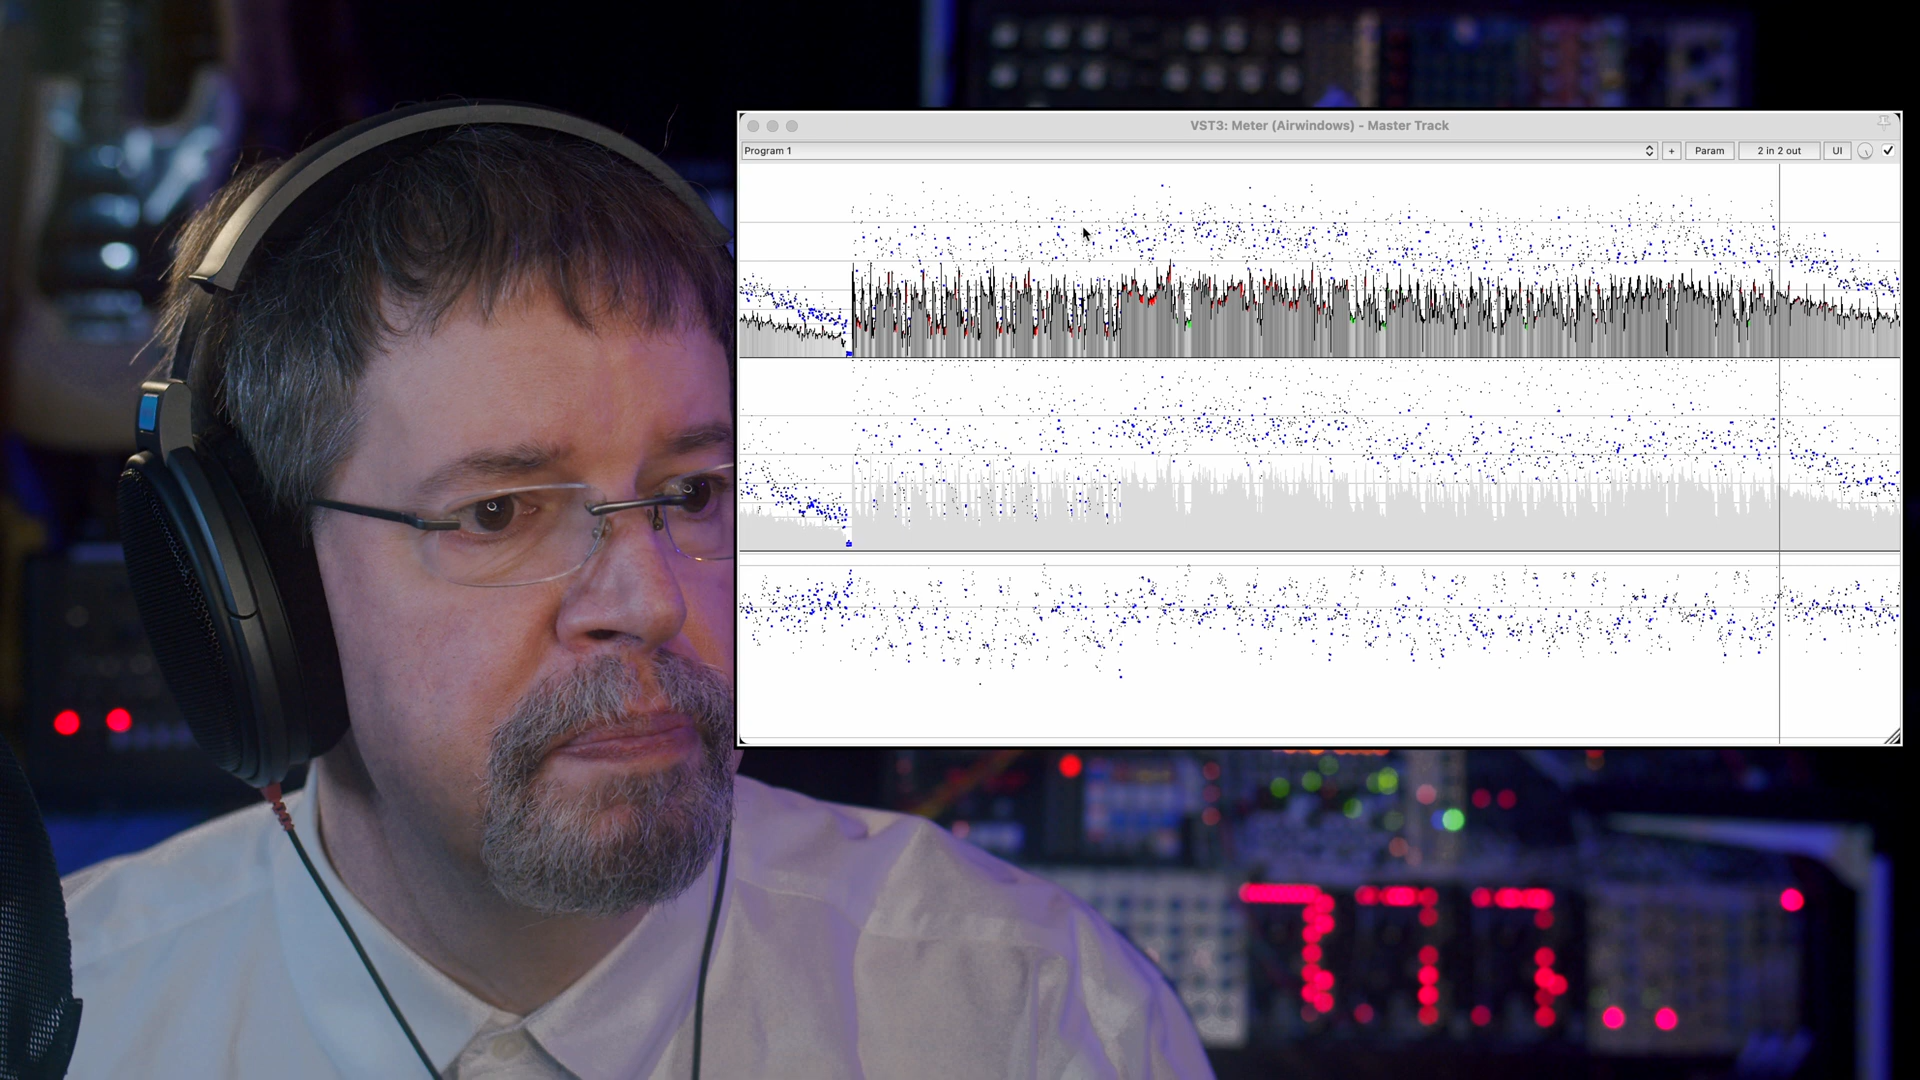 VST3: Meter (Airwindows) - Master Track
Program 1
+
Param
2 in 2 out
UI